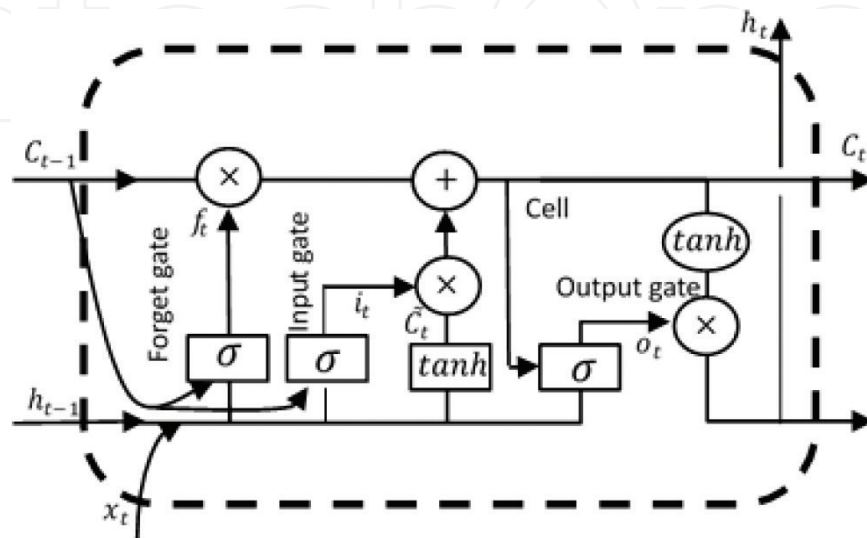 h_t
C_{t-1}
C_t
×
+
Cell
f_t
tanh
Forget gate
Input gate
×
Output gate
i_t
C̃_t
×
o_t
σ
σ
tanh
σ
h_{t-1}
x_t